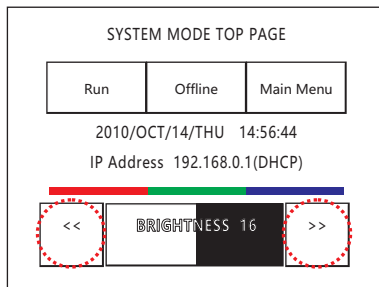 SYSTEM MODE TOP PAGE
Run Offline Main Menu
2010/OCT/14/THU 14:56:44
IP Address 192.168.0.1(DHCP)
<< BRIGHTNESS 16 >>